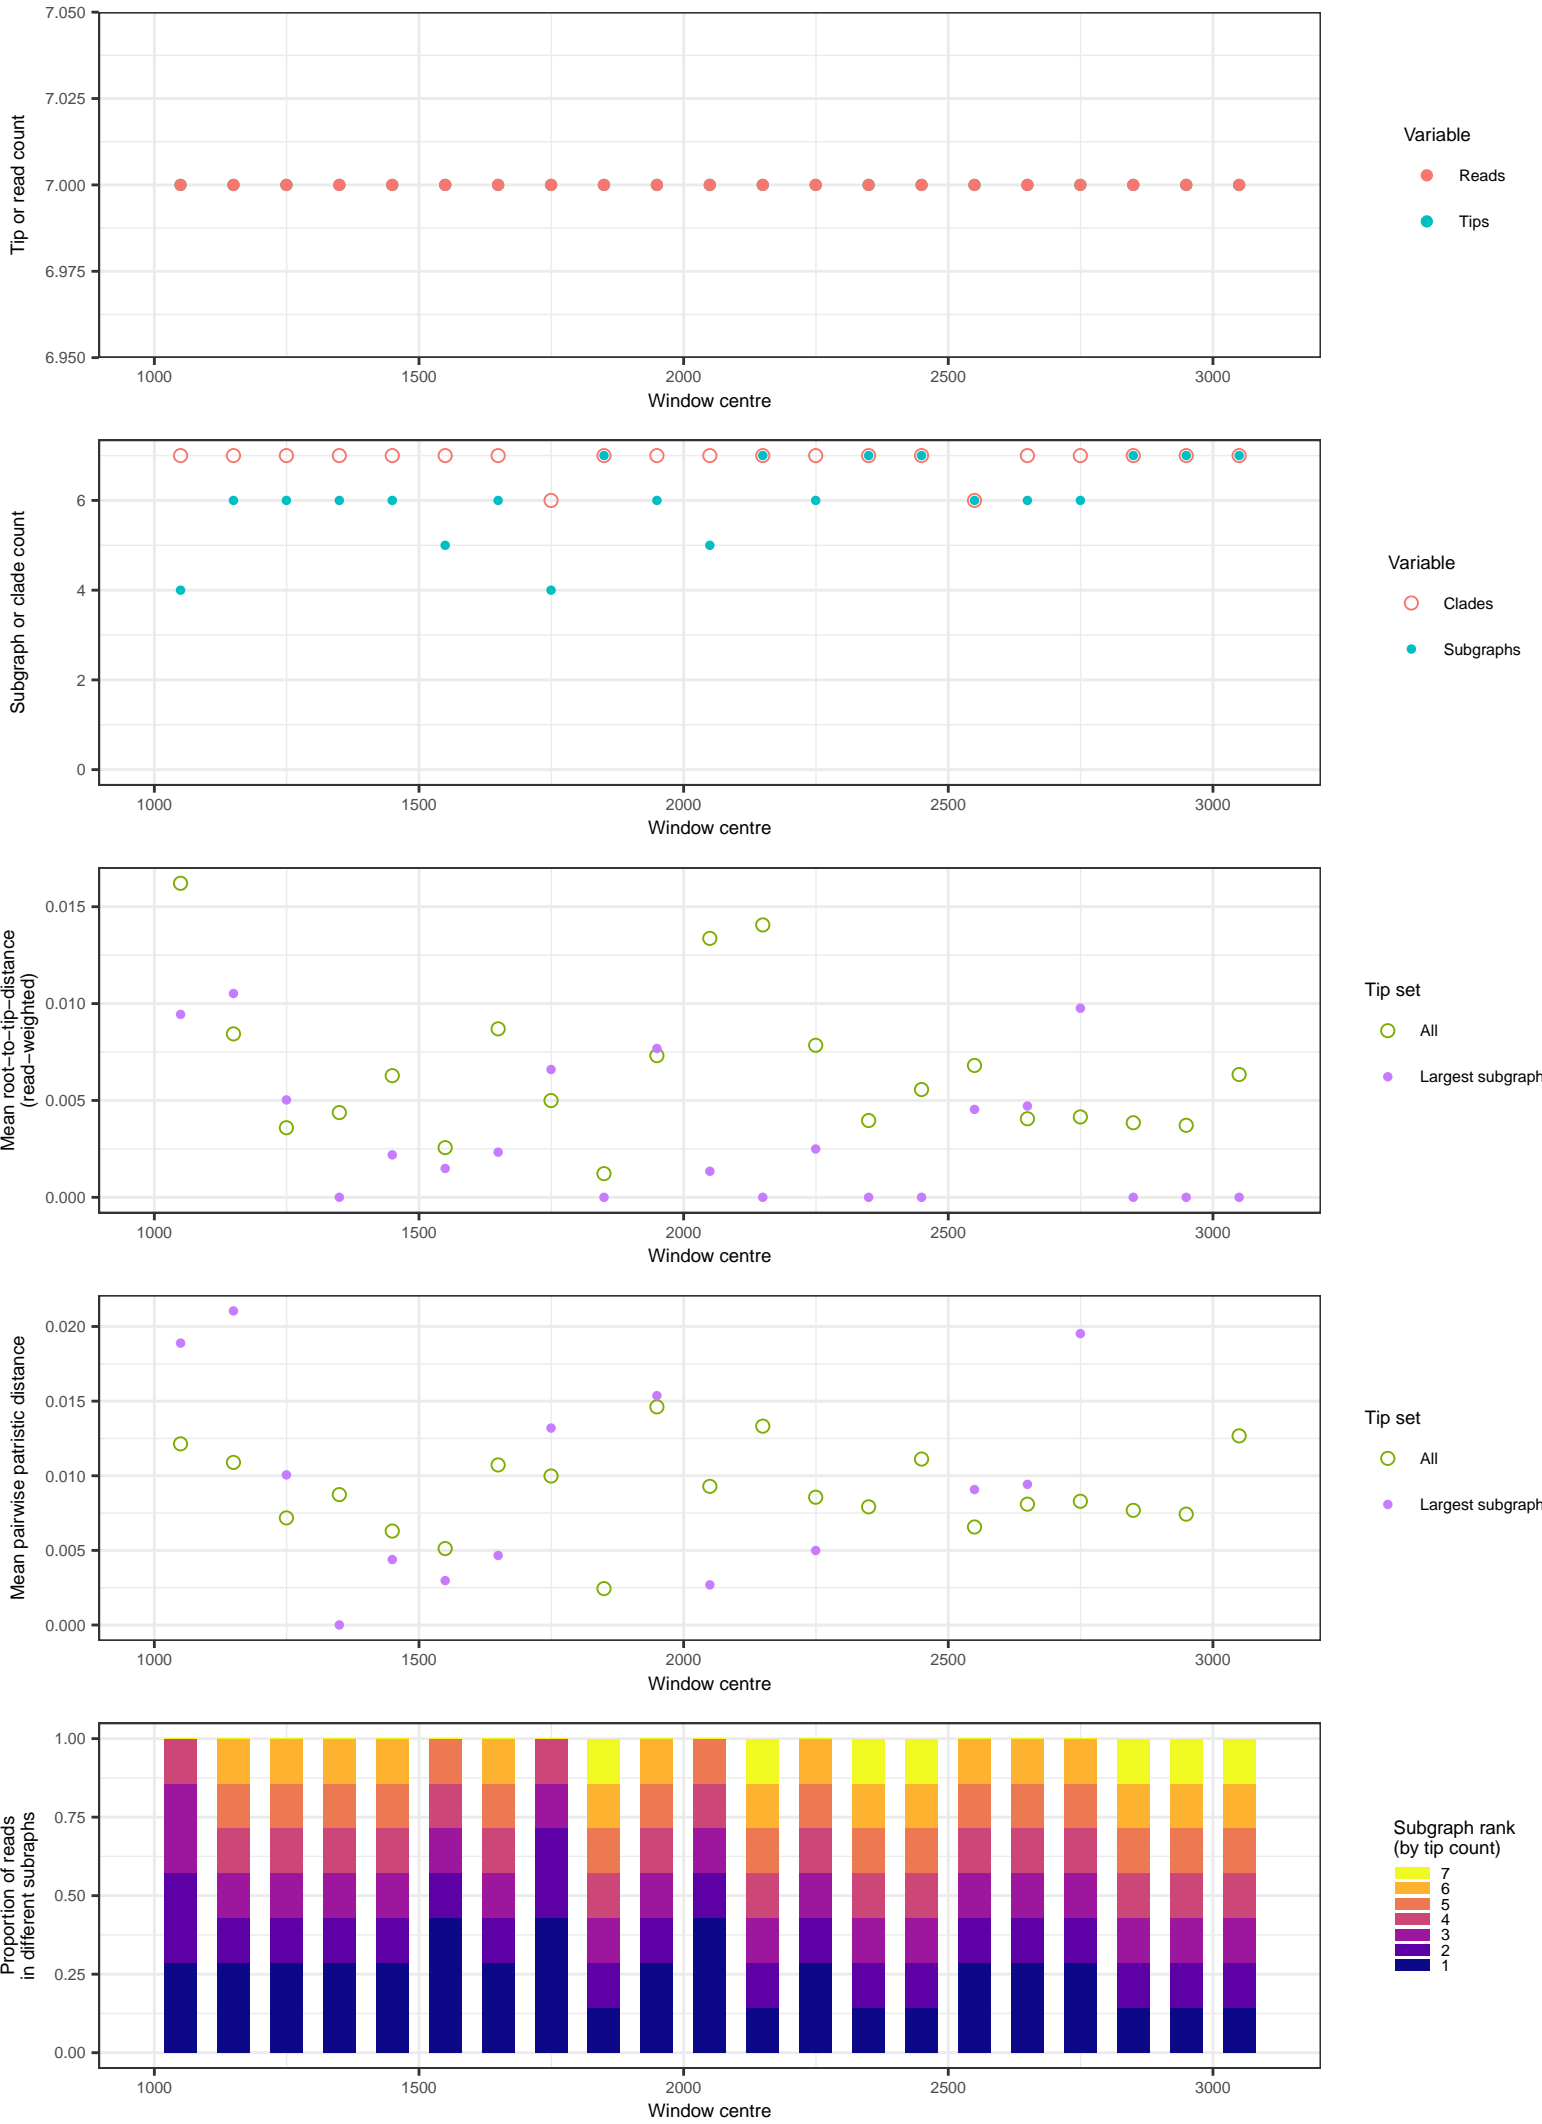 7.050
7.025
7.000
6.975
6.950
Tip or read count
1000 1500 2000 2500 3000
Window centre
Variable
Reads
Tips
6
4
2
0
Subgraph or clade count
1000 1500 2000 2500 3000
Window centre
Variable
Clades
Subgraphs
0.015
0.010
0.005
0.000
Mean root−to−tip−distance
(read−weighted)
1000 1500 2000 2500 3000
Window centre
Tip set
All
Largest subgraph
0.020
0.015
0.010
0.005
0.000
Mean pairwise patristic distance
1000 1500 2000 2500 3000
Window centre
Tip set
All
Largest subgraph
1.00
0.75
0.50
0.25
0.00
Proportion of reads
in different subraphs
1000 1500 2000 2500 3000
Window centre
Subgraph rank
(by tip count)
7
6
5
4
3
2
1